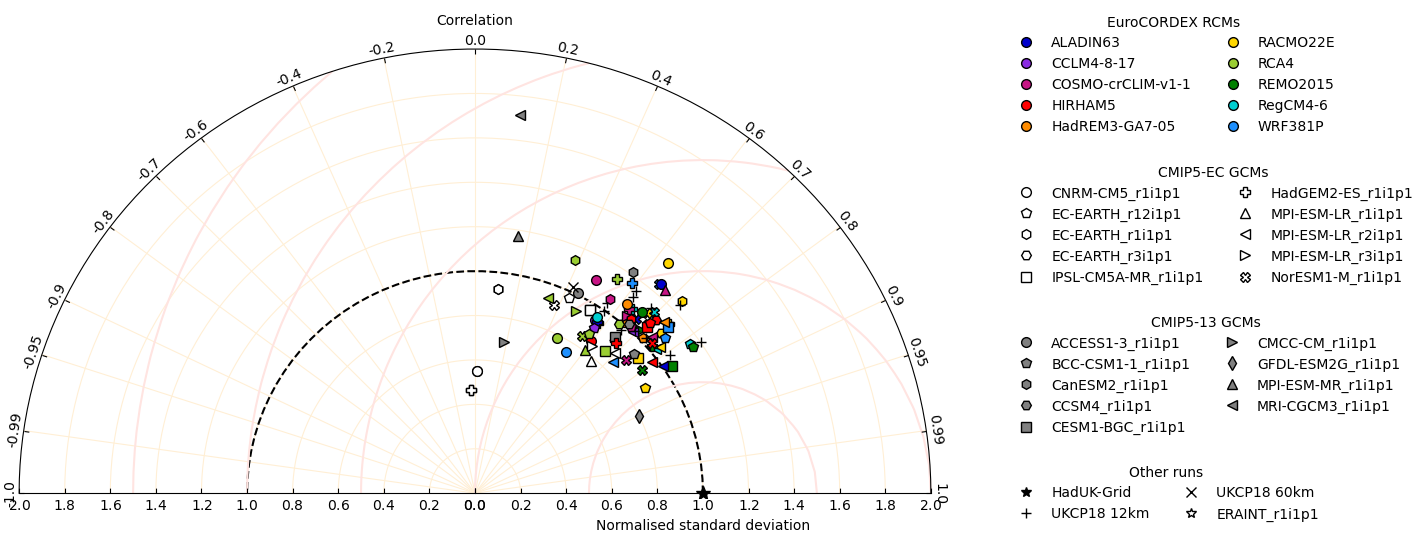 Correlation
-0.2 0.0 0.2
-0.4 0.4
-0.6 0.6
-0.7 0.7
-0.8 0.8
-0.9 0.9
-0.95 0.95
-0.99 0.99
-1.0 1.0
2.0 1.8 1.6 1.4 1.2 1.0 0.8 0.6 0.4 0.2 0.0 0.2 0.4 0.6 0.8 1.0 1.2 1.4 1.6 1.8 2.0
Normalised standard deviation
EuroCORDEX RCMs
ALADIN63 RACMO22E
CCLM4-8-17 RCA4
COSMO-crCLIM-v1-1 REMO2015
HIRHAM5 RegCM4-6
HadREM3-GA7-05 WRF381P
CMIP5-EC GCMs
CNRM-CM5_r1i1p1 HadGEM2-ES_r1i1p1
EC-EARTH_r12i1p1 MPI-ESM-LR_r1i1p1
EC-EARTH_r1i1p1 MPI-ESM-LR_r2i1p1
EC-EARTH_r3i1p1 MPI-ESM-LR_r3i1p1
IPSL-CM5A-MR_r1i1p1 NorESM1-M_r1i1p1
CMIP5-13 GCMs
ACCESS1-3_r1i1p1 CMCC-CM_r1i1p1
BCC-CSM1-1_r1i1p1 GFDL-ESM2G_r1i1p1
CanESM2_r1i1p1 MPI-ESM-MR_r1i1p1
CCSM4_r1i1p1 MRI-CGCM3_r1i1p1
CESM1-BGC_r1i1p1
Other runs
HadUK-Grid UKCP18 60km
UKCP18 12km ERAINT_r1i1p1